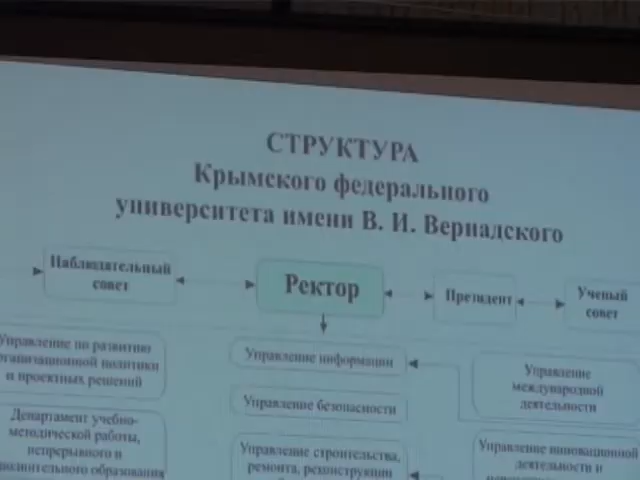 СТРУКТУРА
Крымского федерального
университета имени В. И. Вернадского
Наблюдательный
совет
Ректор
Президент
Ученый
совет
Управление по развитию
организационной политики
и проектных решений
Управление информации
Управление
международной
деятельности
Департамент учебно-
методической работы,
непрерывного и
образования
Управление безопасности
Управление строительства,
ремонта, реконструкции
Управление инновационной
деятельности и